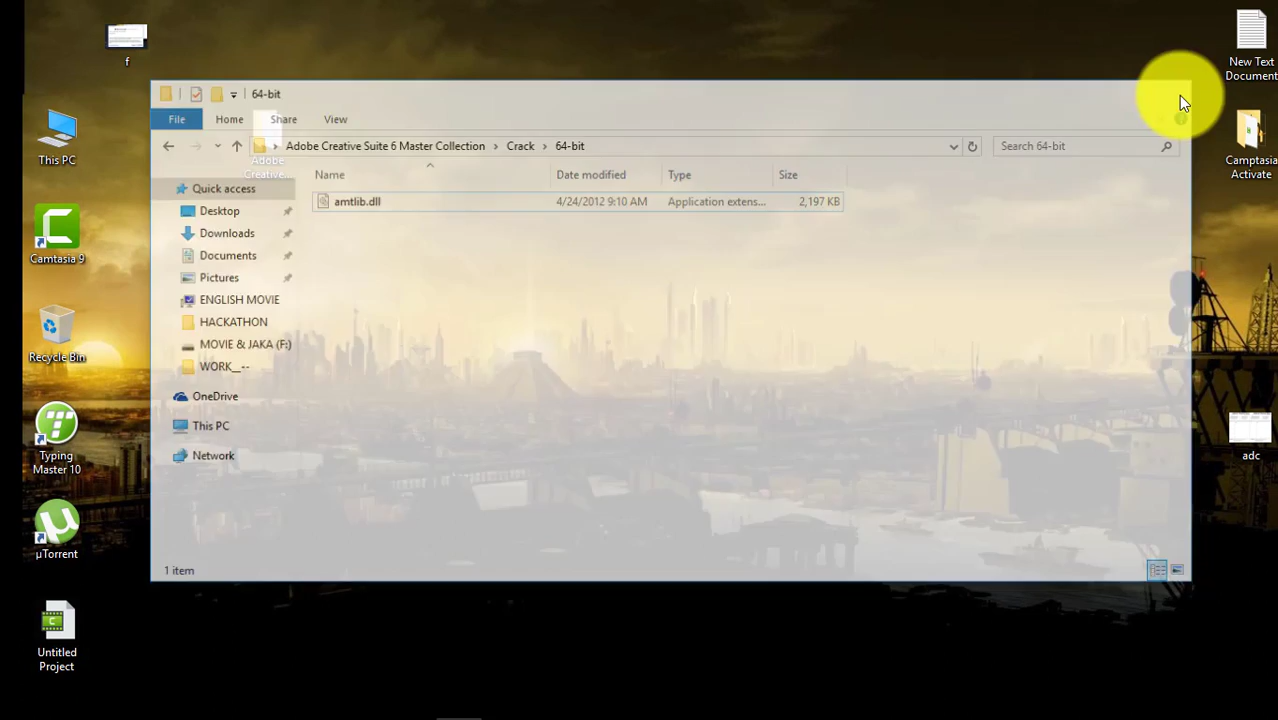 f
New Text
Document
64-bit
File Home Share View
This PC
Adobe Creative Suite 6 Master Collection > Crack > 64-bit
Search 64-bit
Adobe
Creative...
Camptasia
Activate
Name Date modified Type Size
Quick access
amtlib.dll 4/24/2012 9:10 AM Application extens... 2,197 KB
Desktop
Downloads
Documents
Pictures
ENGLISH MOVIE
HACKATHON
MOVIE & JAKA (F:)
WORK__--
OneDrive
This PC
Network
Camtasia 9
Recycle Bin
Typing
Master 10
adc
µTorrent
1 item
Untitled
Project